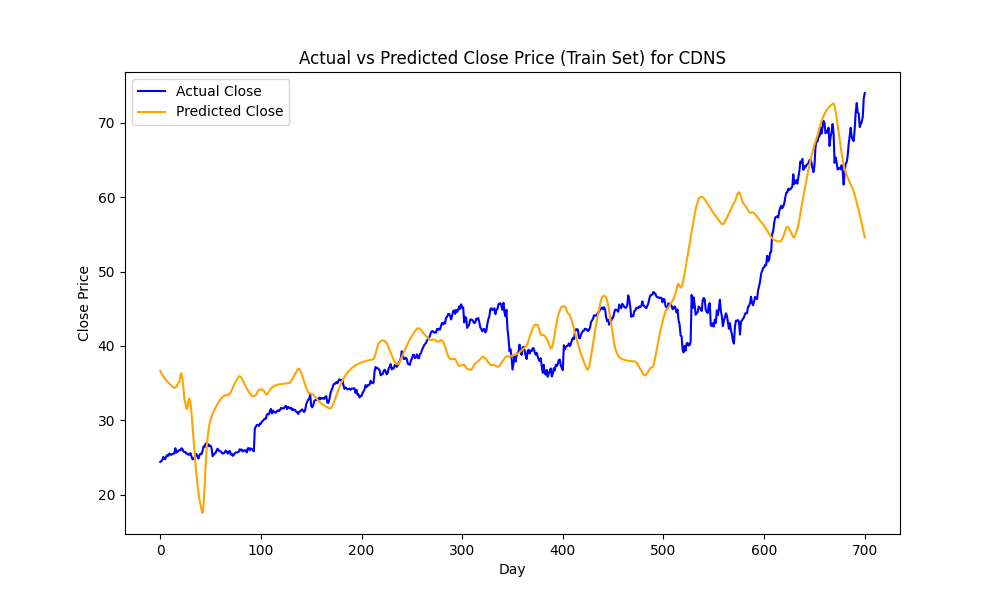 Actual vs Predicted Close Price (Train Set) for CDNS
Actual Close
Predicted Close
Close Price
70
60
50
40
30
20
0 100 200 300 400 500 600 700
Day